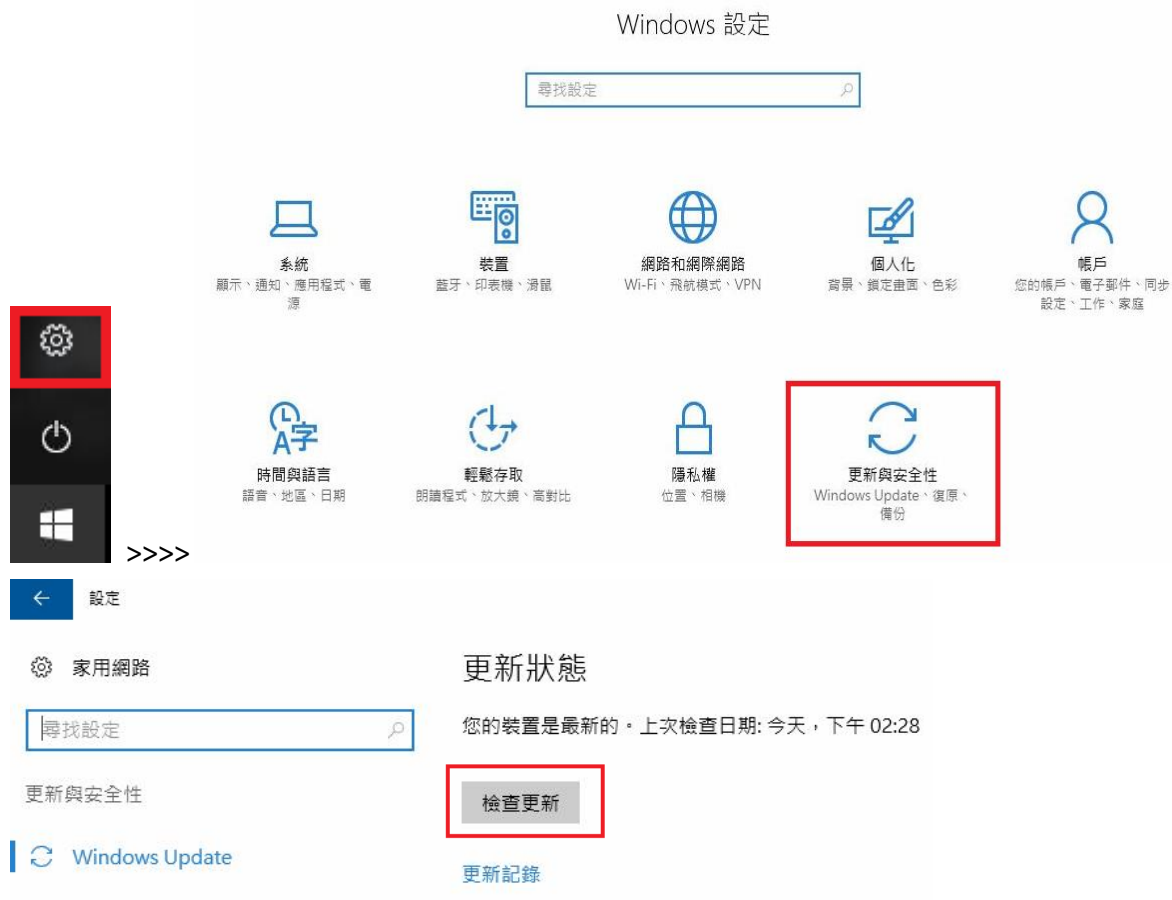 Windows 設定
尋找設定
系統
顯示、通知、應用程式、電
源
裝置
藍牙、印表機、滑鼠
網路和網際網路
Wi-Fi、飛航模式、VPN
個人化
背景、鎖定畫面、色彩
帳戶
您的帳戶、電子郵件、同步
設定、工作、家庭
A字
時間與語言
語音、地區、日期
輕鬆存取
朗讀程式、放大鏡、高對比
隱私權
位置、相機
更新與安全性
Windows Update、復原、
備份
>>>>
設定
家用網路
尋找設定
更新與安全性
Windows Update
更新狀態
您的裝置是最新的。上次檢查日期: 今天，下午 02:28
檢查更新
更新記錄